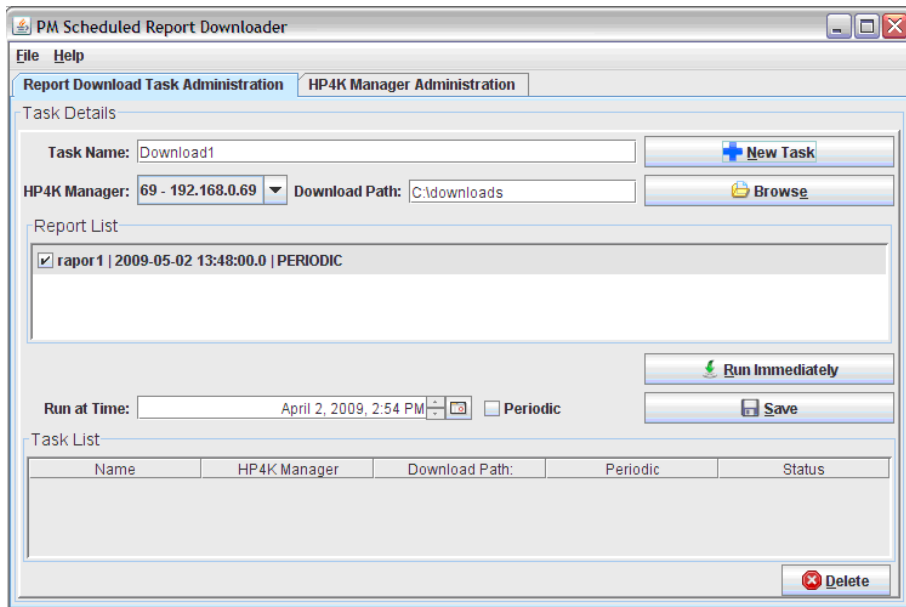 PM Scheduled Report Downloader
File Help
Report Download Task Administration HP4K Manager Administration
Task Details
Task Name: Download1 New Task
HP4K Manager: 69 - 192.168.0.69 Download Path: C:\downloads Browse
Report List
rapor1 | 2009-05-02 13:48:00.0 | PERIODIC
Run Immediately
Run at Time: April 2, 2009, 2:54 PM Periodic Save
Task List
Name HP4K Manager Download Path: Periodic Status
Delete